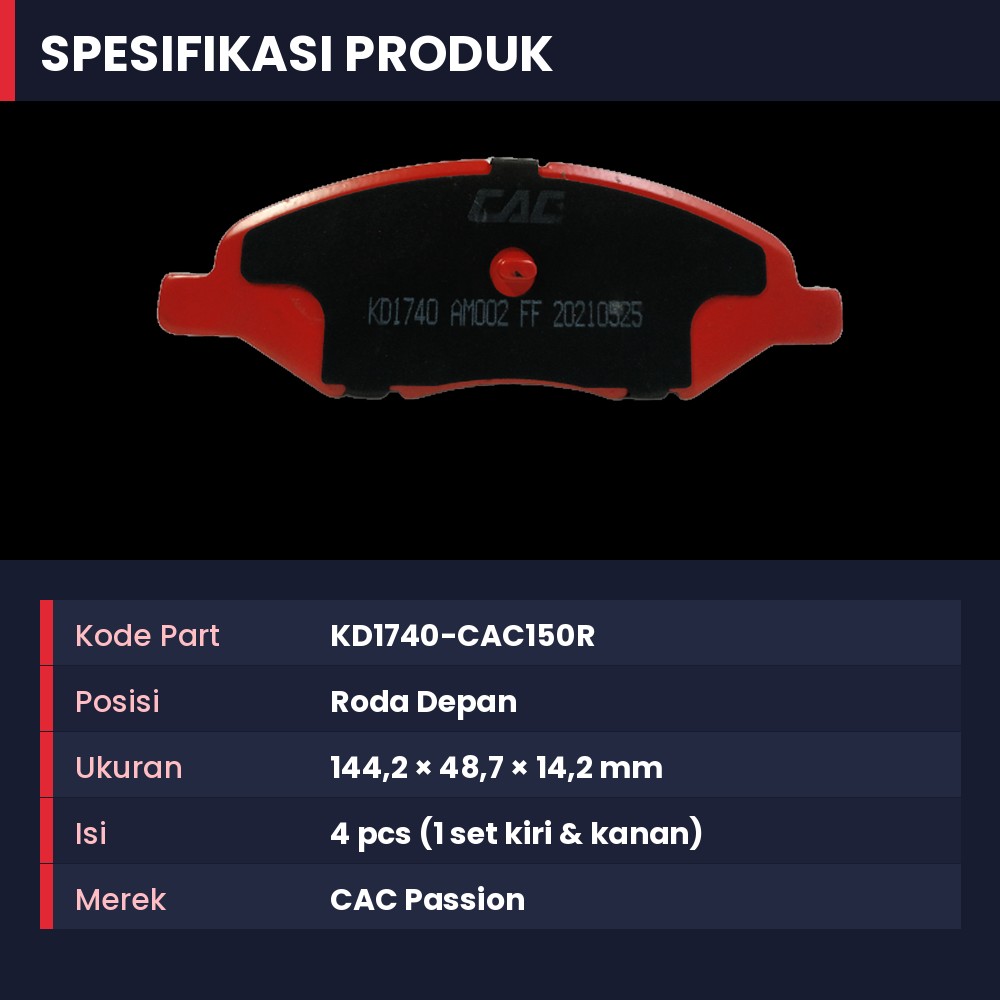 SPESIFIKASI PRODUK
CAC
KD1740 AM002 FF 20210525
Kode Part KD1740-CAC150R
Posisi Roda Depan
Ukuran 144,2 × 48,7 × 14,2 mm
Isi 4 pcs (1 set kiri & kanan)
Merek CAC Passion